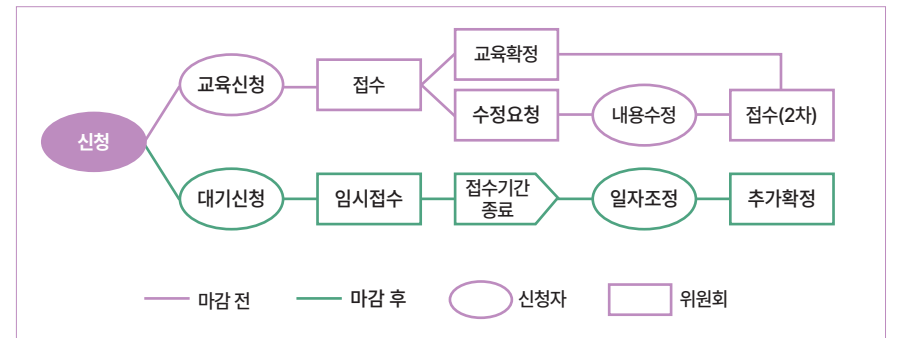 신청
교육신청
접수
교육확정
수정요청
내용수정
접수(2차)
대기신청
임시접수
접수기간
종료
일자조정
추가확정
마감 전
마감 후
신청자
위원회